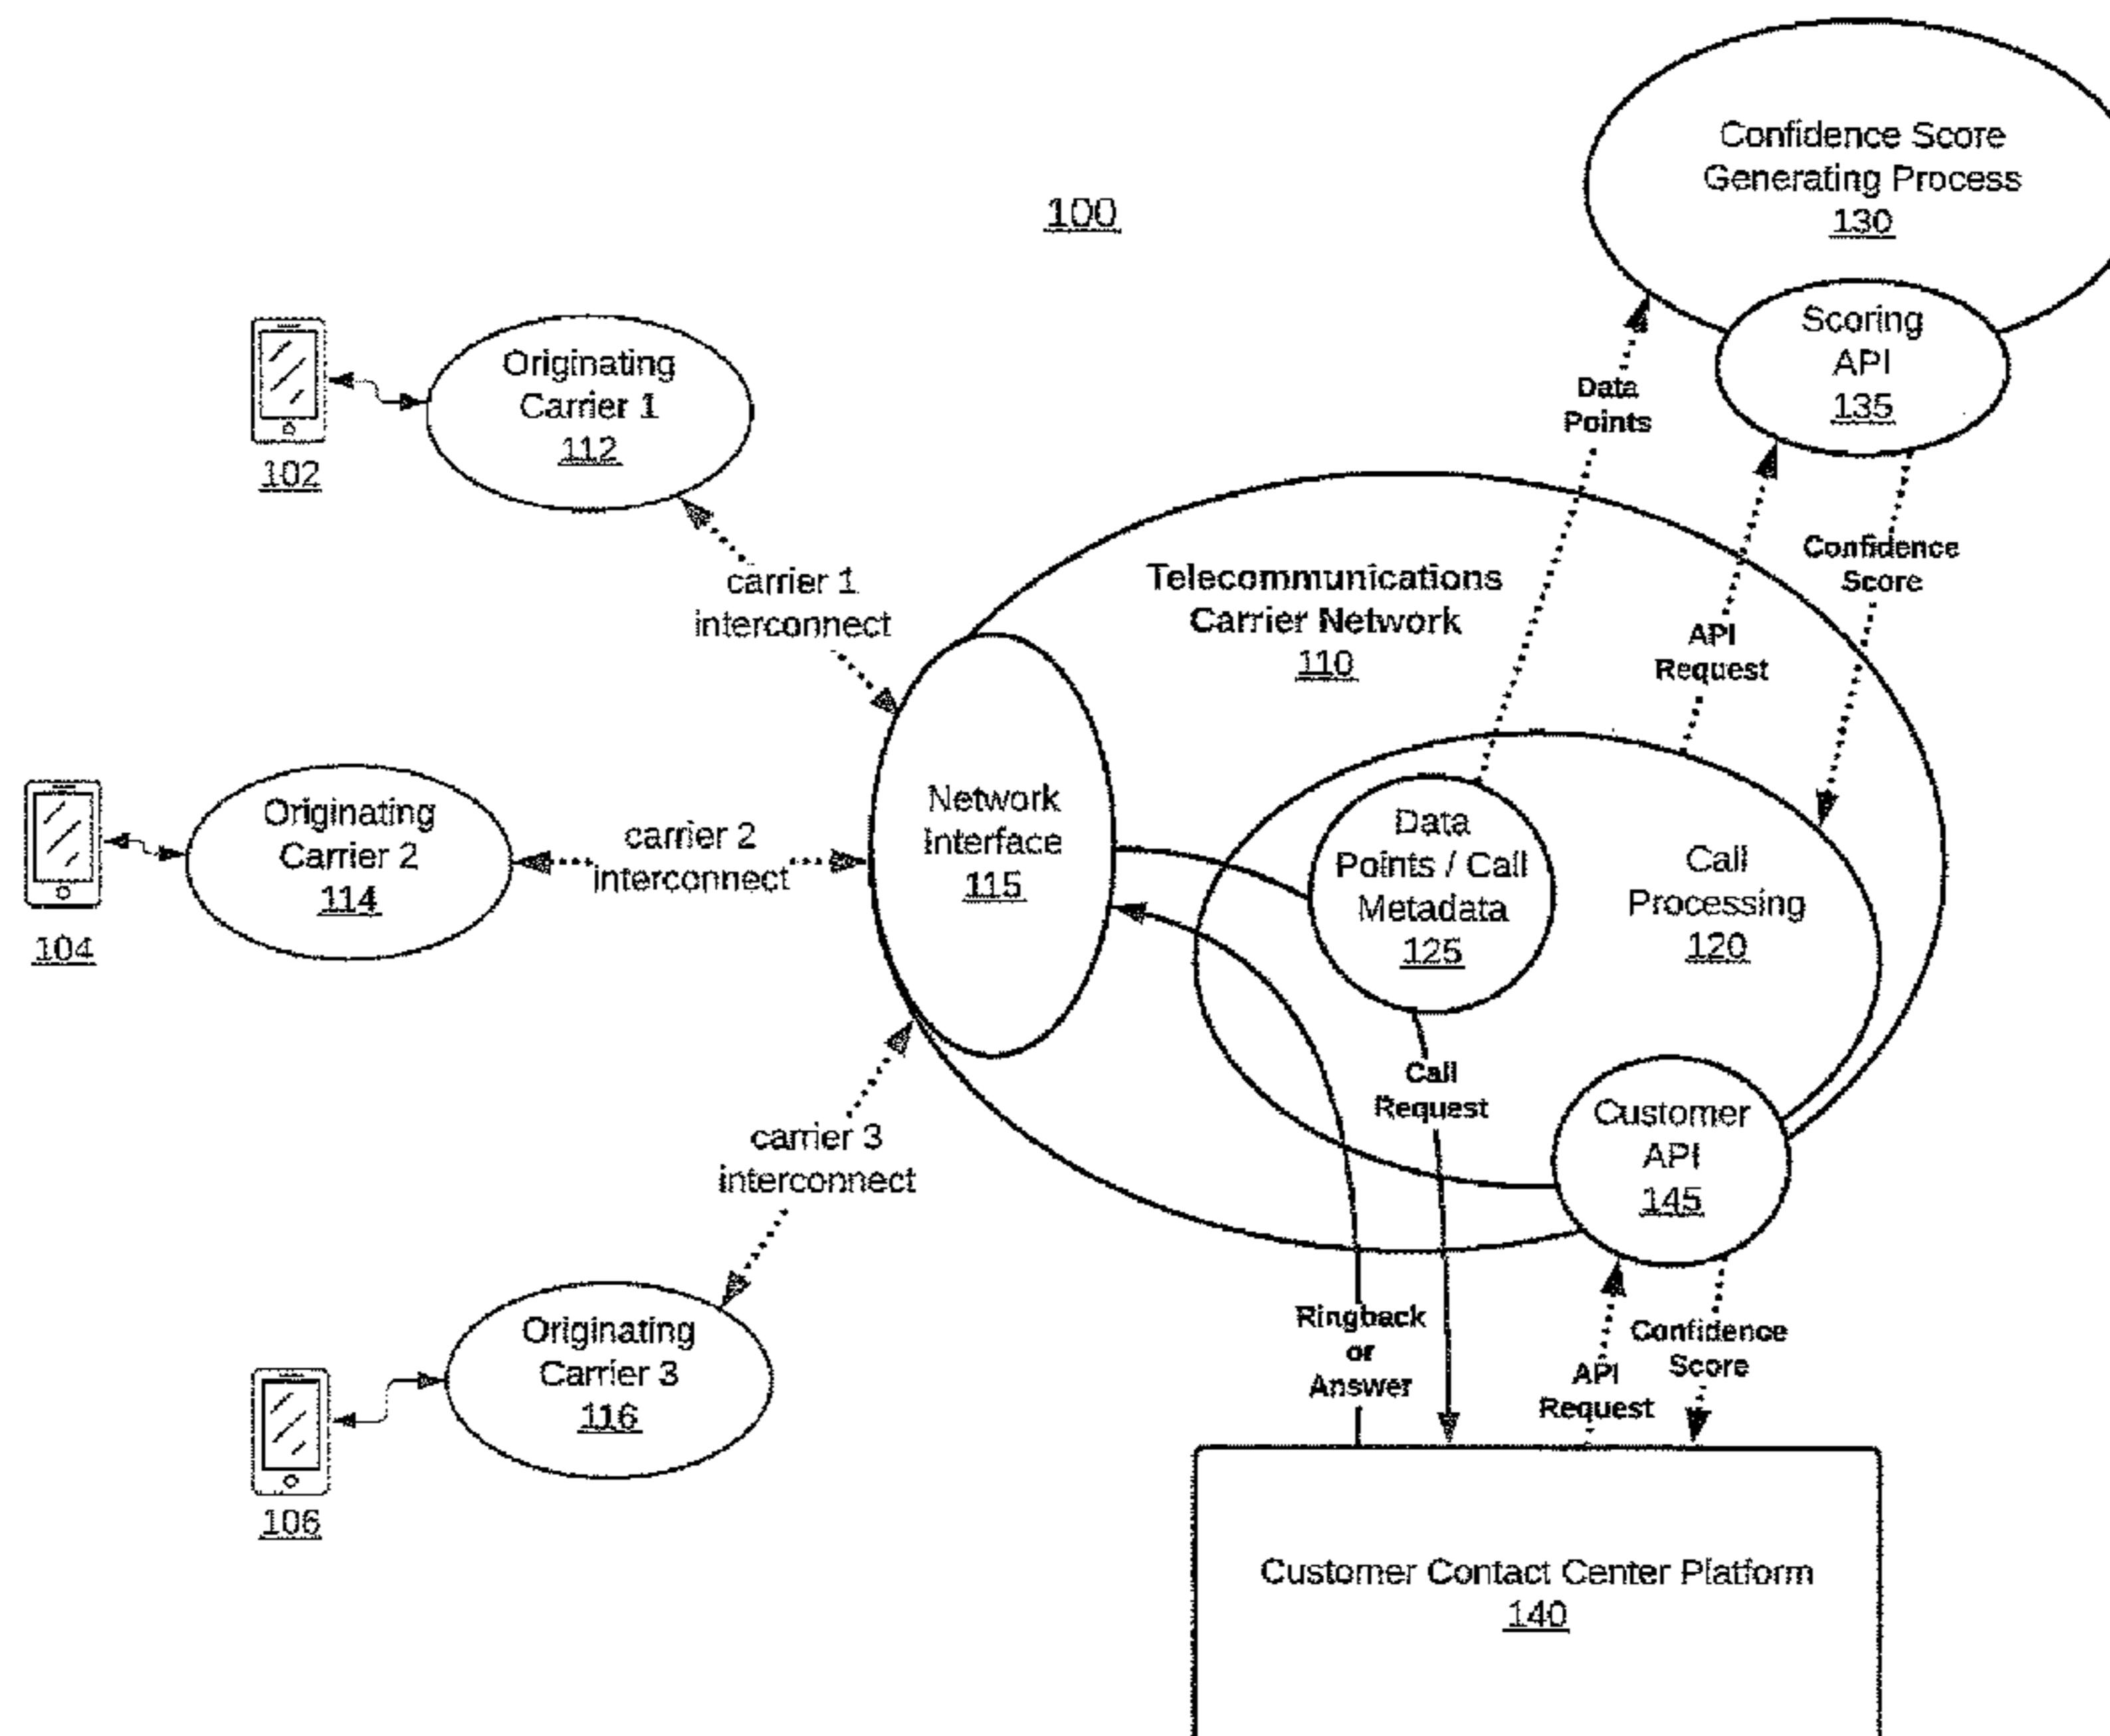 100
Confidence Score
Generating Process
130
Scoring
API
135
Originating
Carrier 1
112
102
Data
Points
Confidence
Score
carrier 1
interconnect
Telecommunications
Carrier Network
110
API
Request
Originating
Carrier 2
114
104
carrier 2
interconnect
Network
Interface
115
Data
Points / Call
Metadata
125
Call
Processing
120
Call
Request
carrier 3
interconnect
Customer
API
145
Originating
Carrier 3
116
106
Ringback
or
Answer
API
Request
Confidence
Score
Customer Contact Center Platform
140